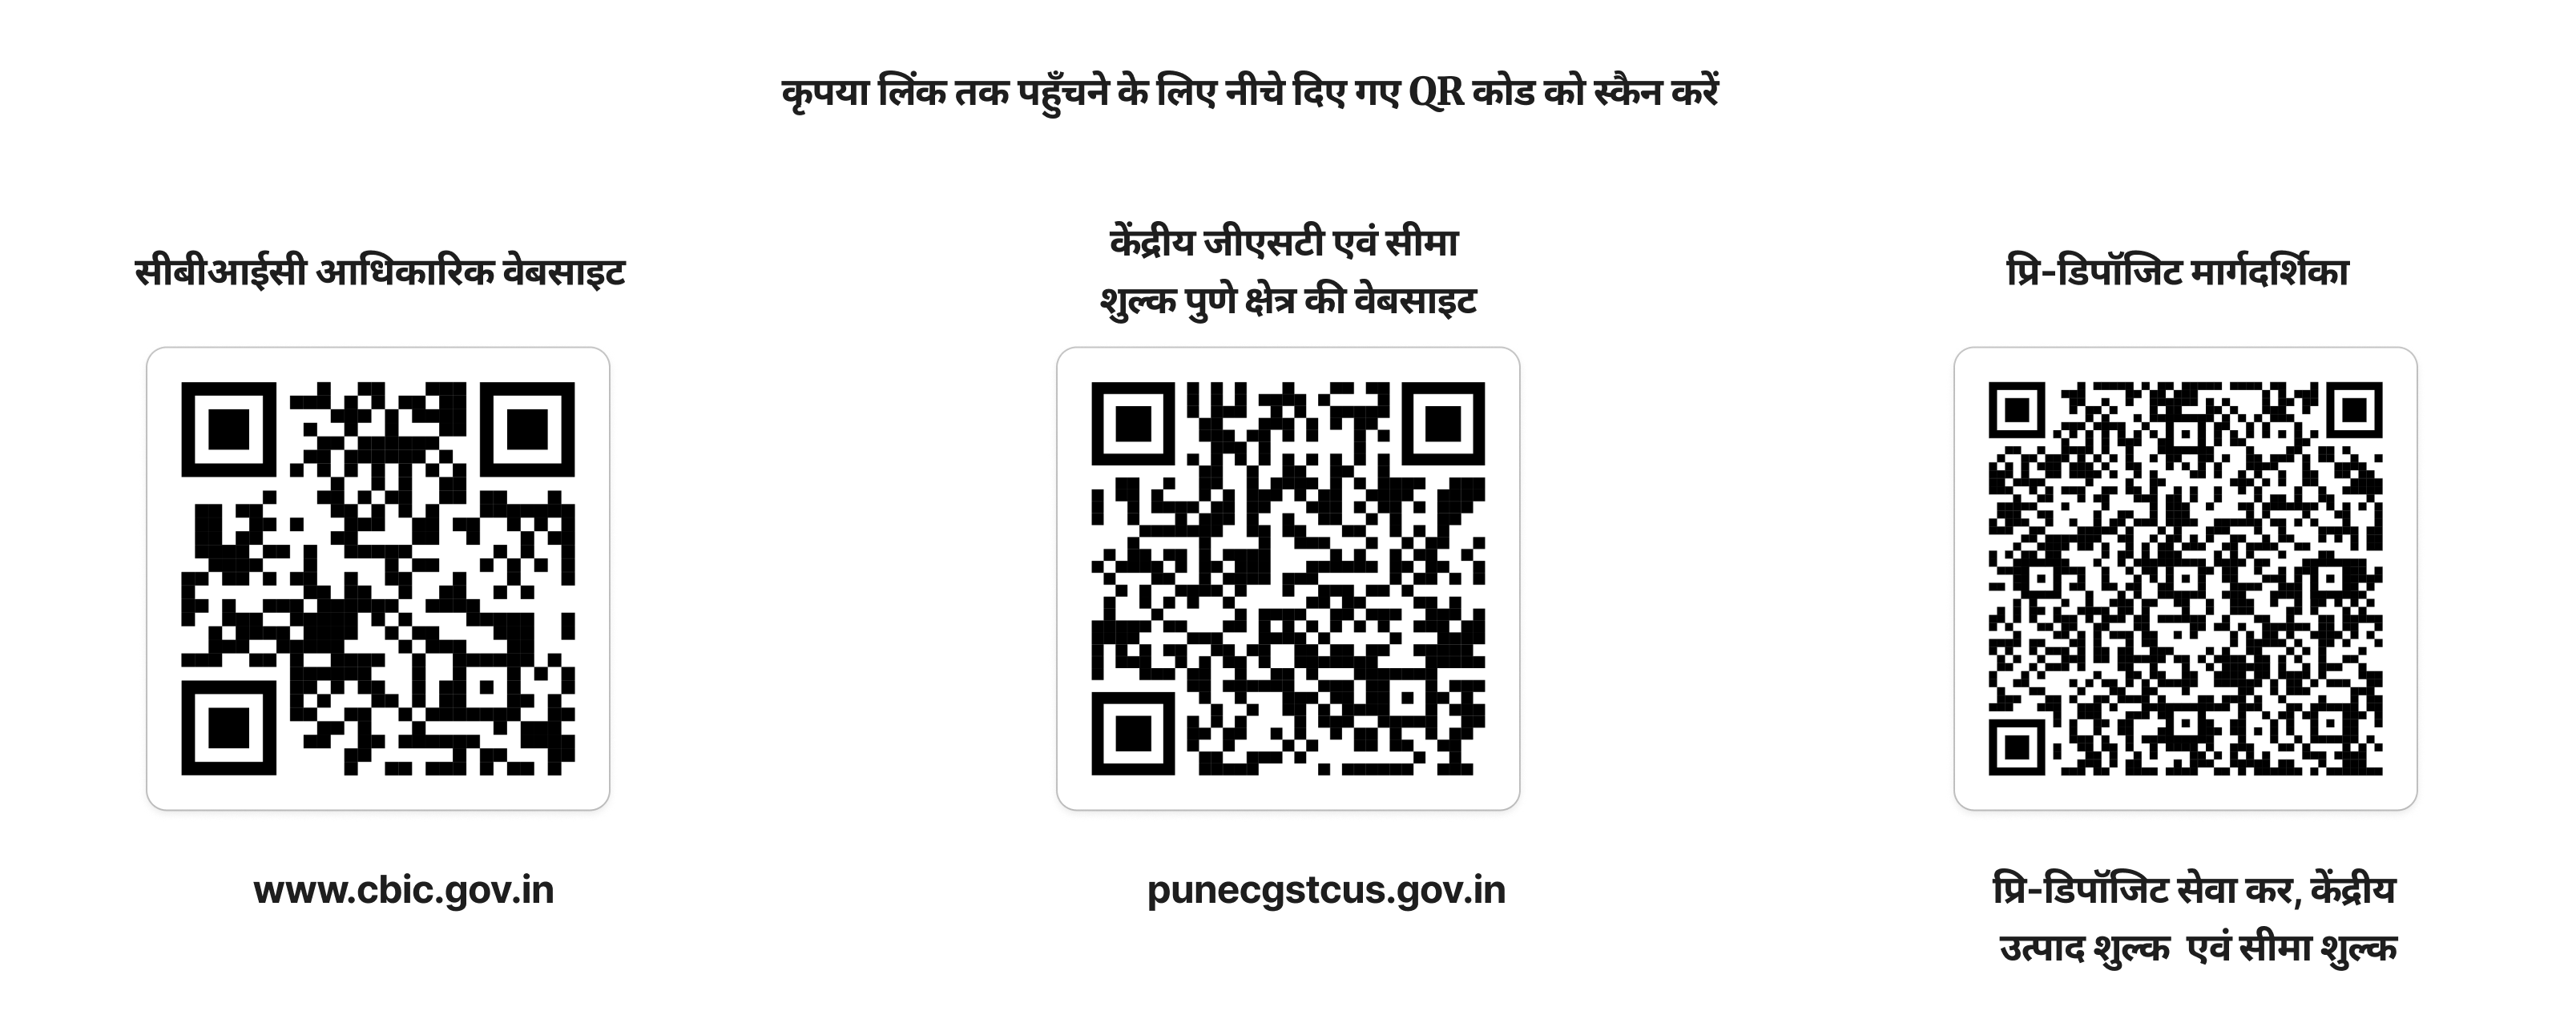 कृपया लिंक तक पहुँचने के लिए नीचे दिए गए QR कोड को स्कैन करें
सीबीआईसी आधिकारिक वेबसाइट
केंद्रीय जीएसटी एवं सीमा
शुल्क पुणे क्षेत्र की वेबसाइट
प्रि-डिपॉजिट मार्गदर्शिका
www.cbic.gov.in
punecgstcus.gov.in
प्रि-डिपॉजिट सेवा कर, केंद्रीय
उत्पाद शुल्क एवं सीमा शुल्क